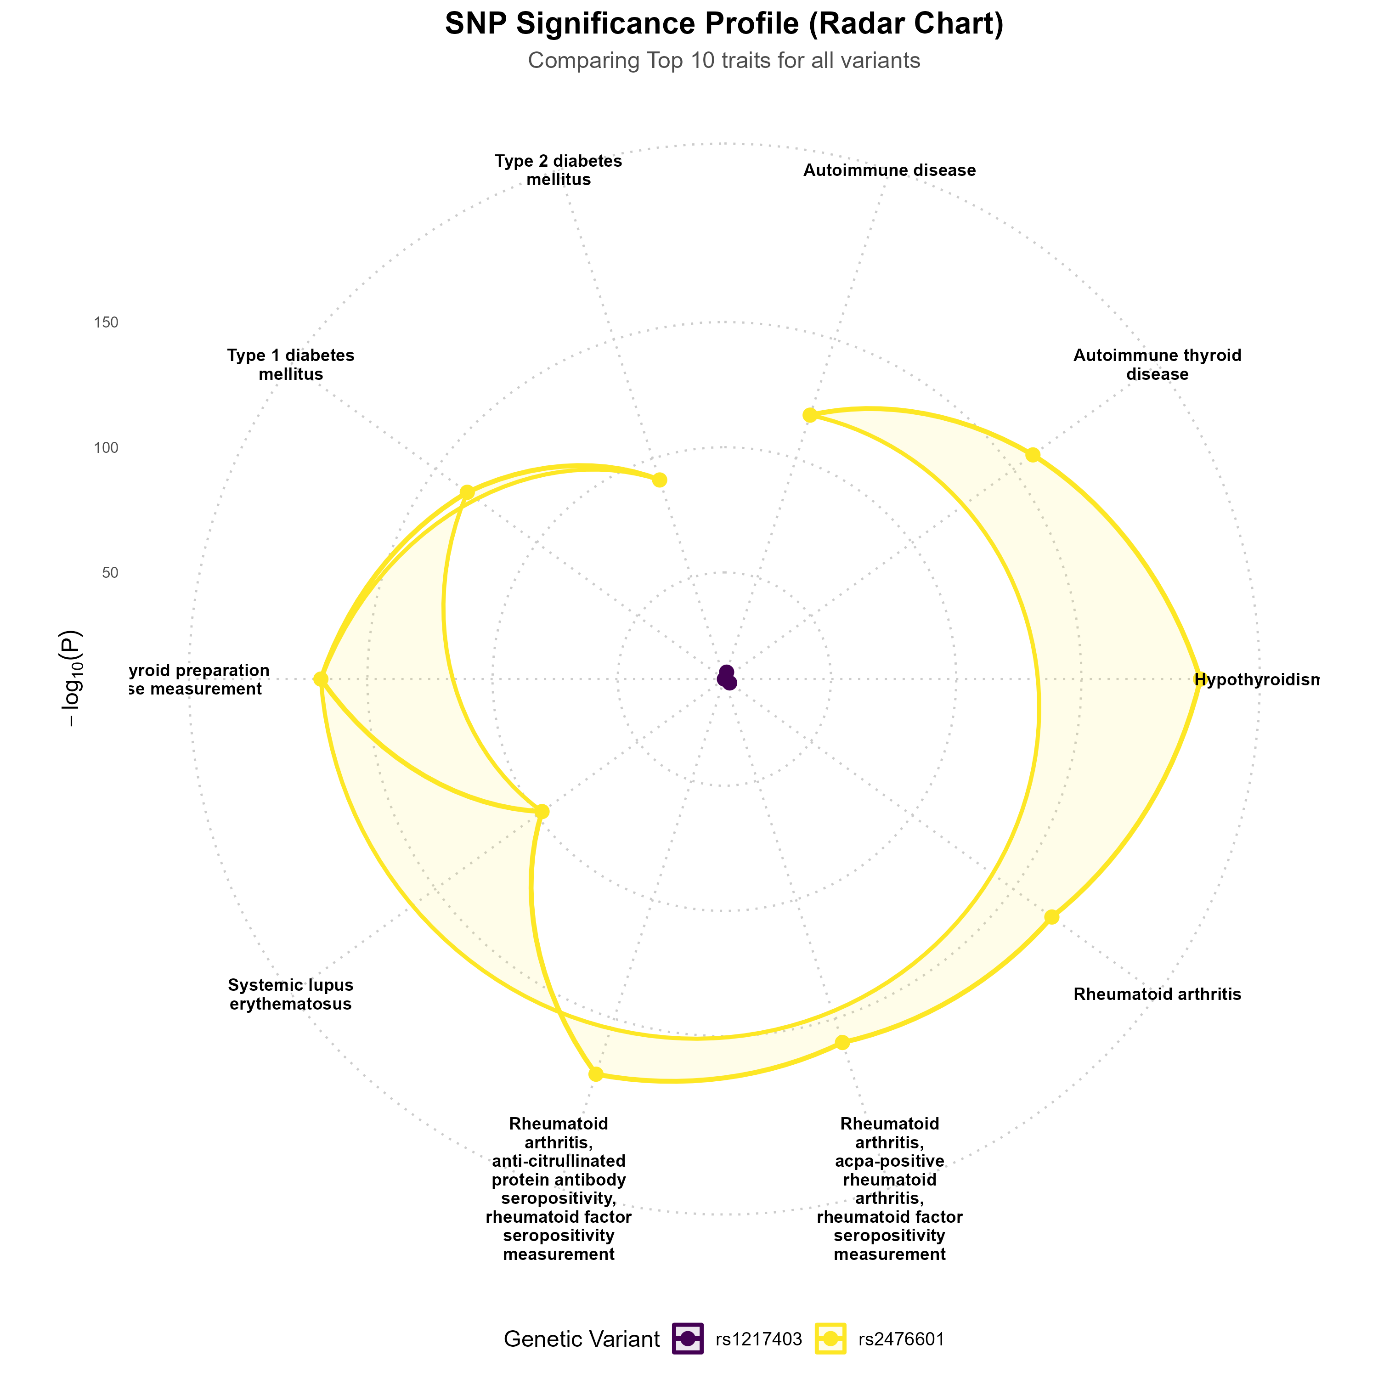 SNP Significance Profile (Radar Chart)
Comparing Top 10 traits for all variants
Type 2 diabetes
mellitus
Autoimmune disease
150
Type 1 diabetes
mellitus
Autoimmune thyroid
disease
100
50
− log10(P)
yroid preparation
se measurement
Hypothyroidism
Systemic lupus
erythematosus
Rheumatoid arthritis
Rheumatoid
arthritis,
anti-citrullinated
protein antibody
seropositivity,
rheumatoid factor
seropositivity
measurement
Rheumatoid
arthritis,
acpa-positive
rheumatoid
arthritis,
rheumatoid factor
seropositivity
measurement
Genetic Variant
rs1217403
rs2476601